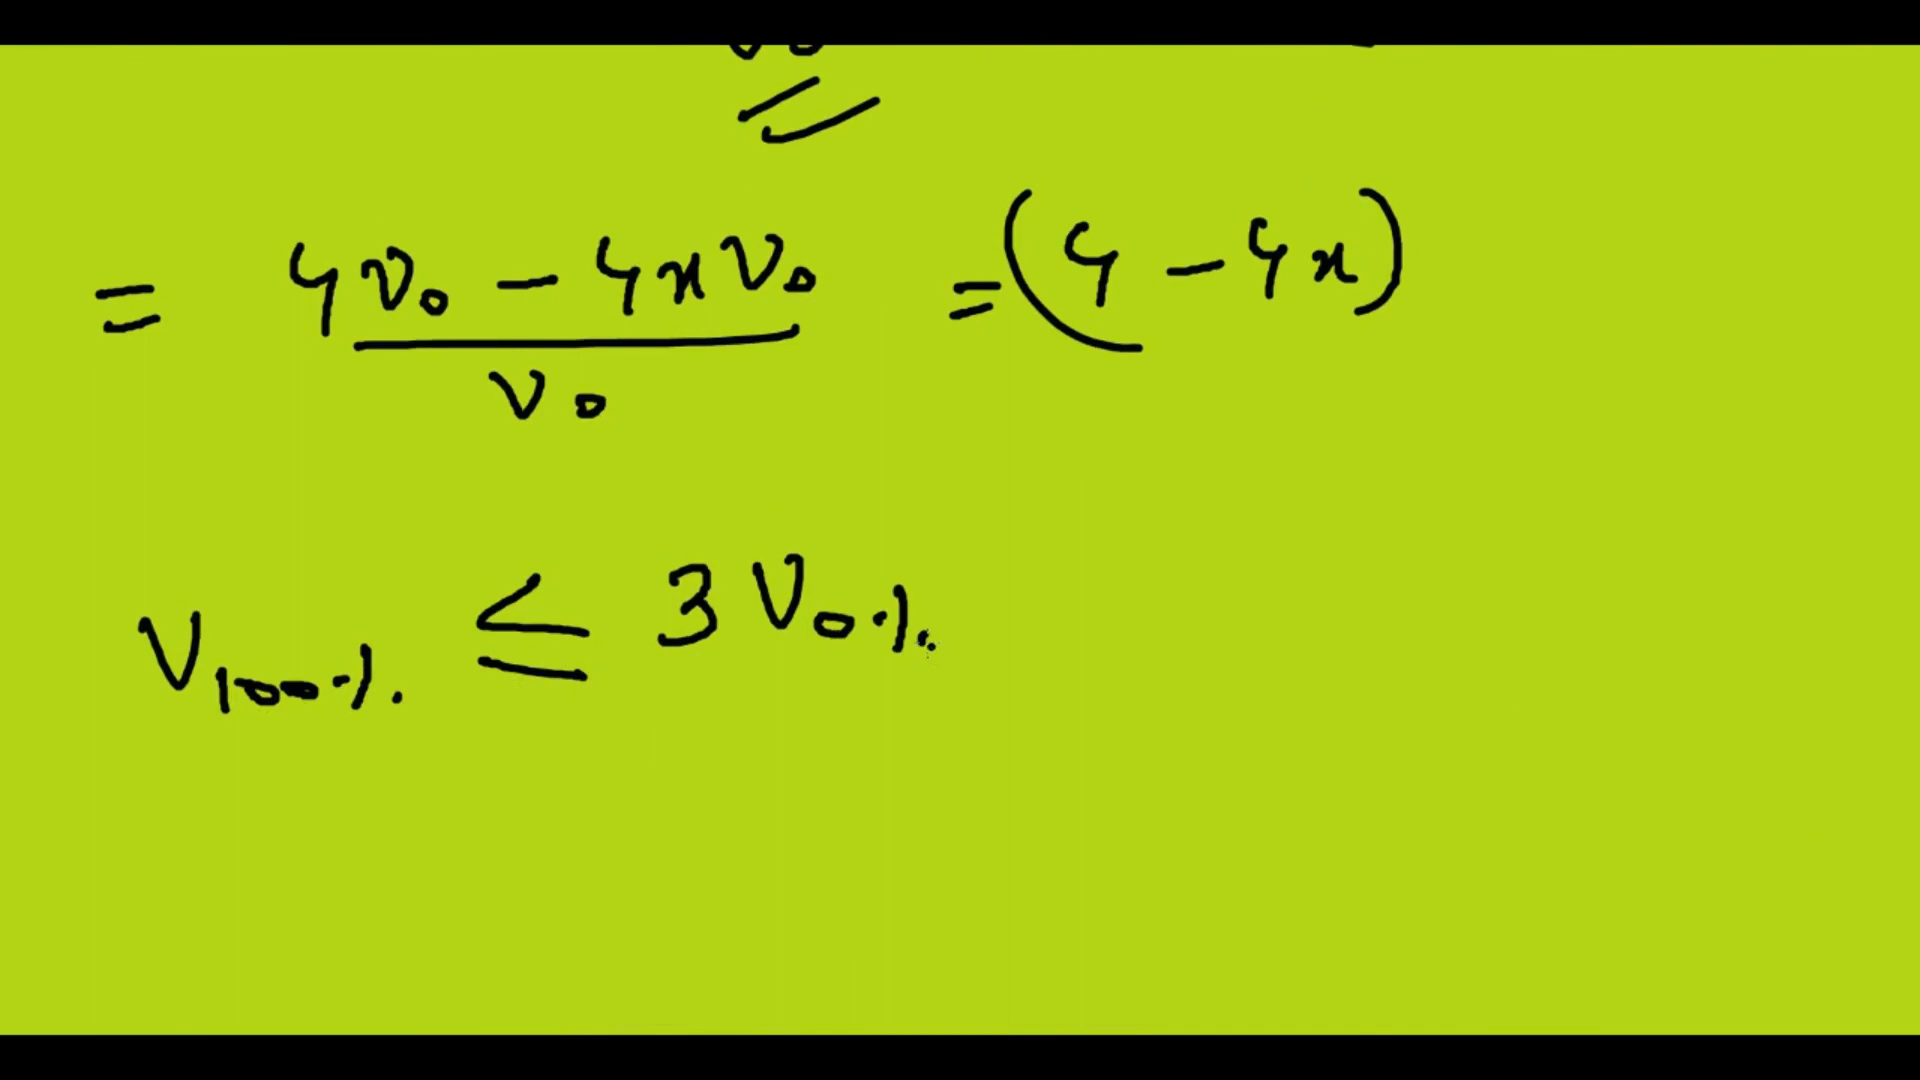 = 4v₀ - 4xv₀ / v₀ = (4 - 4x)
V₁₀₀% ≤ 3V₀%